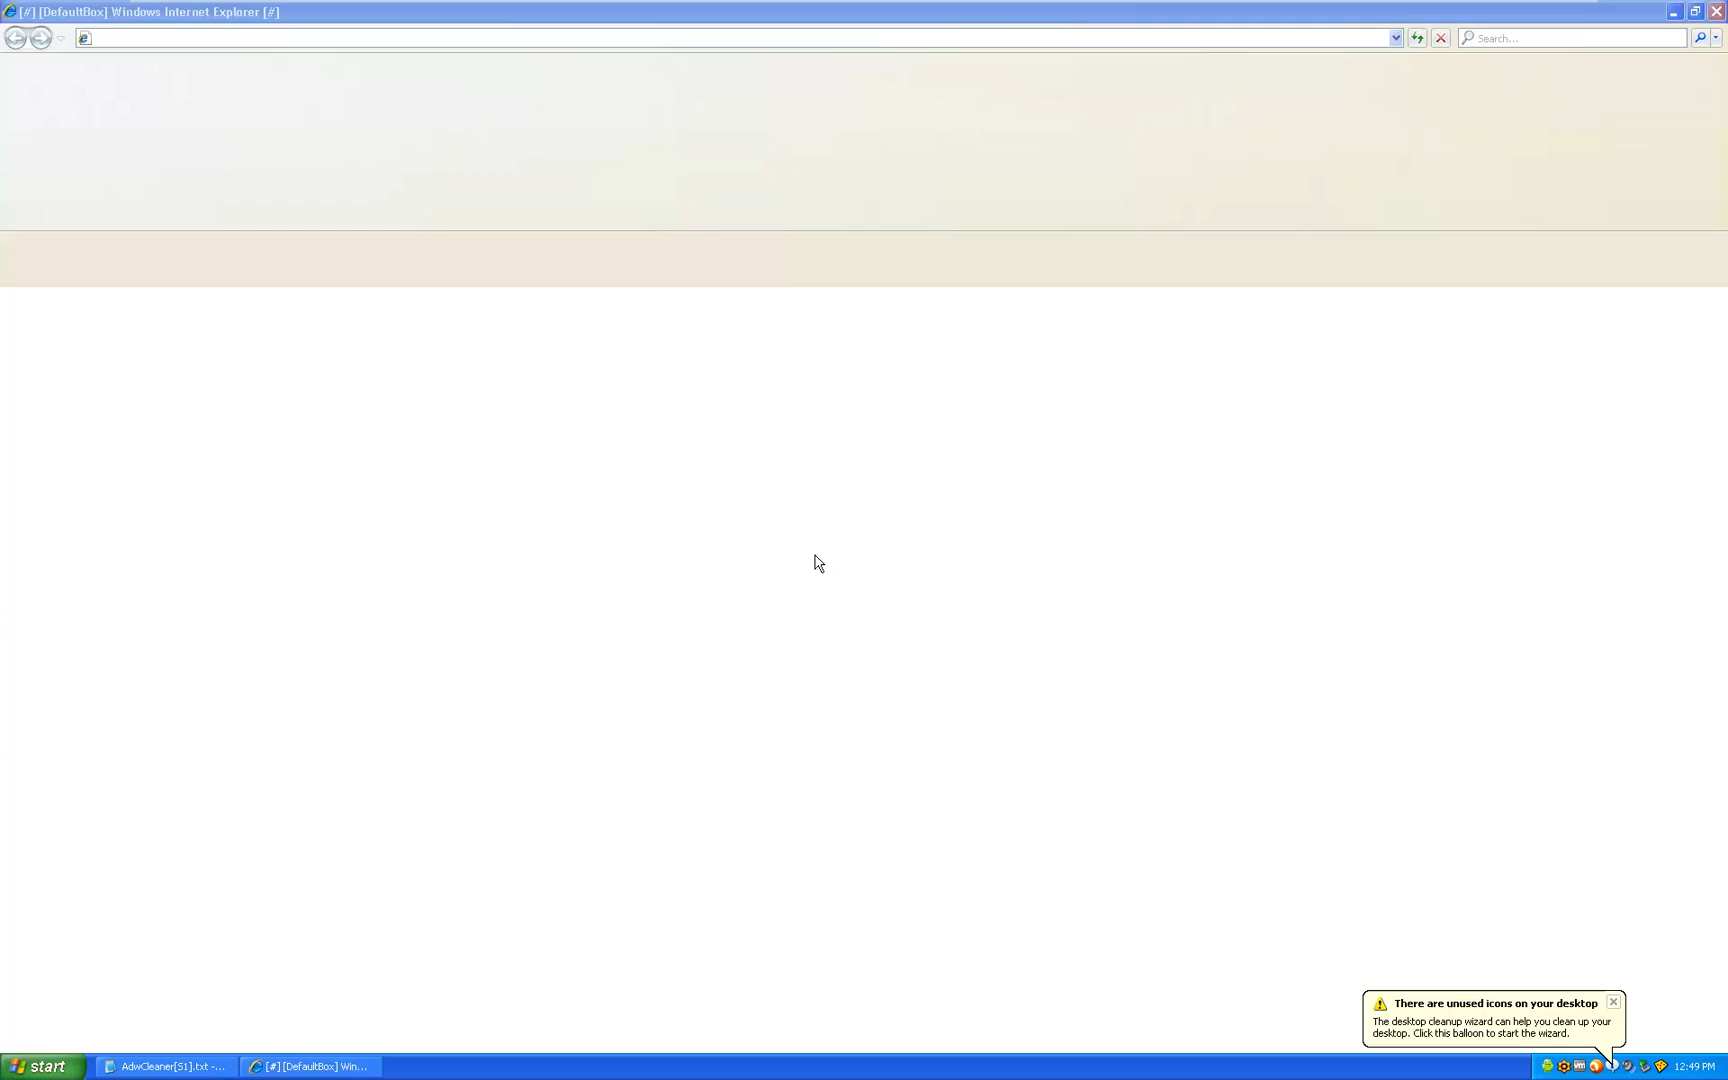 [#] [DefaultBox] Windows Internet Explorer [#]
Search...
There are unused icons on your desktop
The desktop cleanup wizard can help you clean up your
desktop. Click this balloon to start the wizard.
start
AdwCleaner[S1].txt -...
[#] [DefaultBox] Win...
12:49 PM